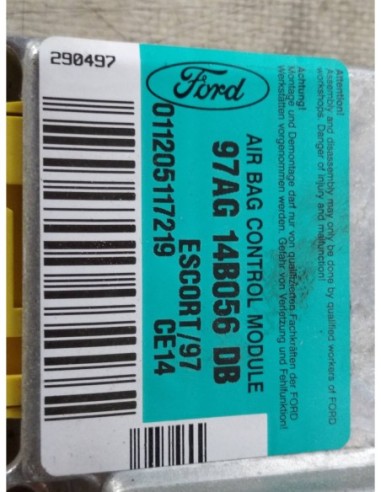 290497
Ford
Attention!
Assembly and disassembly may only be done by qualified workers of FORD
workshops. Danger of injury and malfunction!
Achtung!
Montage und Demontage darf nur von qualifizierten Fachkräften der FORD
Werkstätten vorgenommen werden. Gefahr von Verletzung und Fehlfunktion!
AIR BAG CONTROL MODULE
97AG 14B056 DB
ESCORT/97
011205117219
CE14